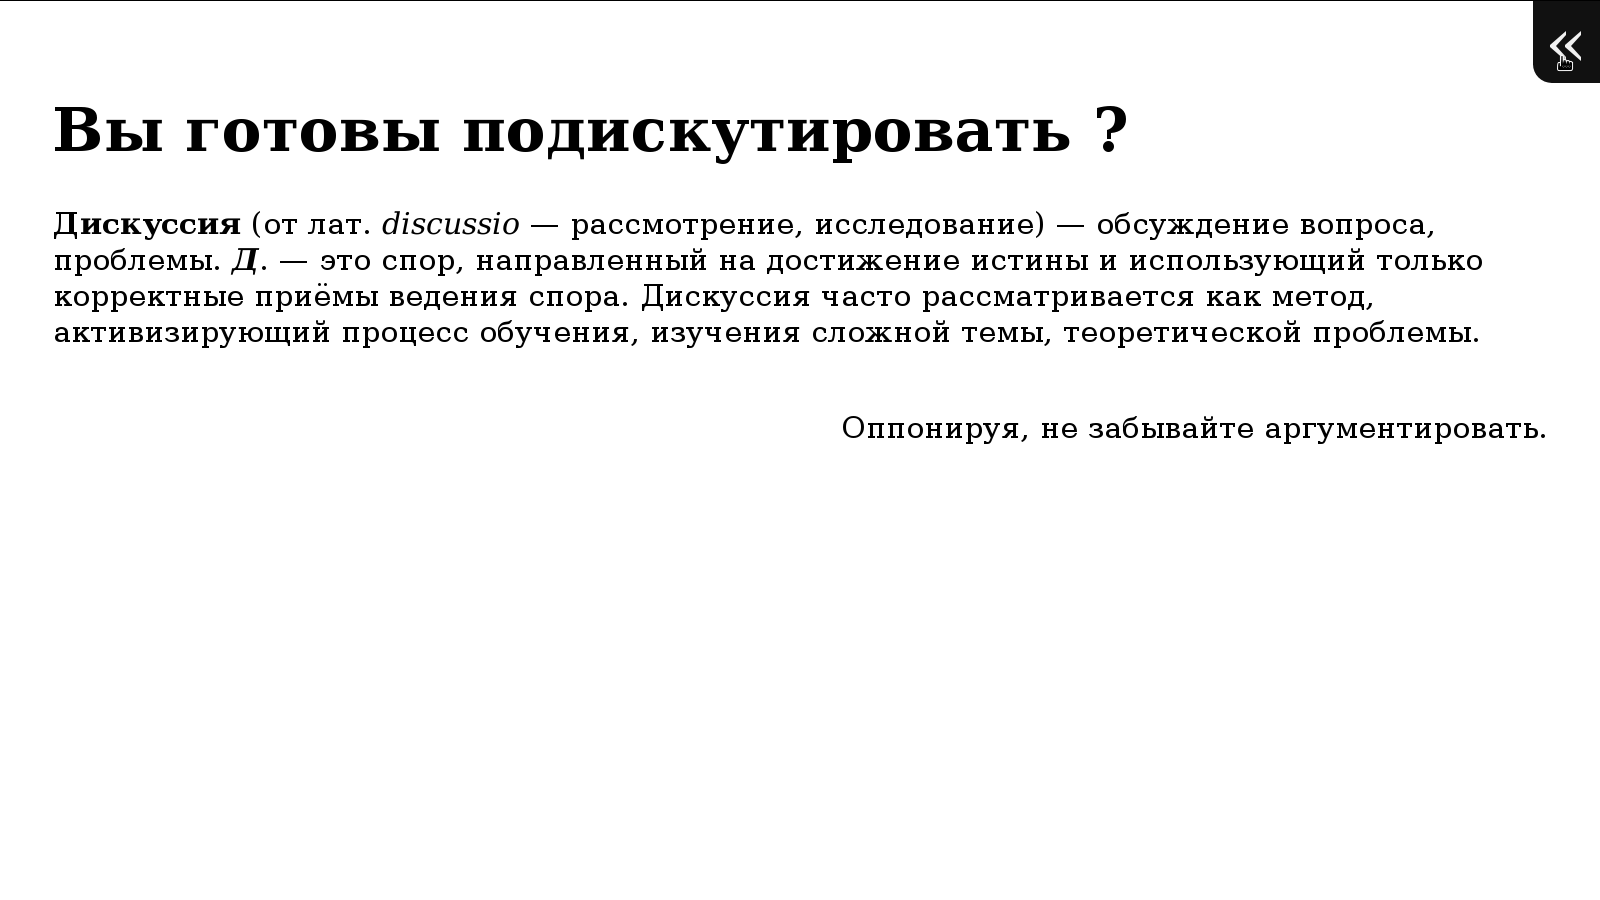 «
Вы готовы подискутировать ?
Дискуссия (от лат. discussio — рассмотрение, исследование) — обсуждение вопроса,
проблемы. Д. — это спор, направленный на достижение истины и использующий только
корректные приёмы ведения спора. Дискуссия часто рассматривается как метод,
активизирующий процесс обучения, изучения сложной темы, теоретической проблемы.
Оппонируя, не забывайте аргументировать.